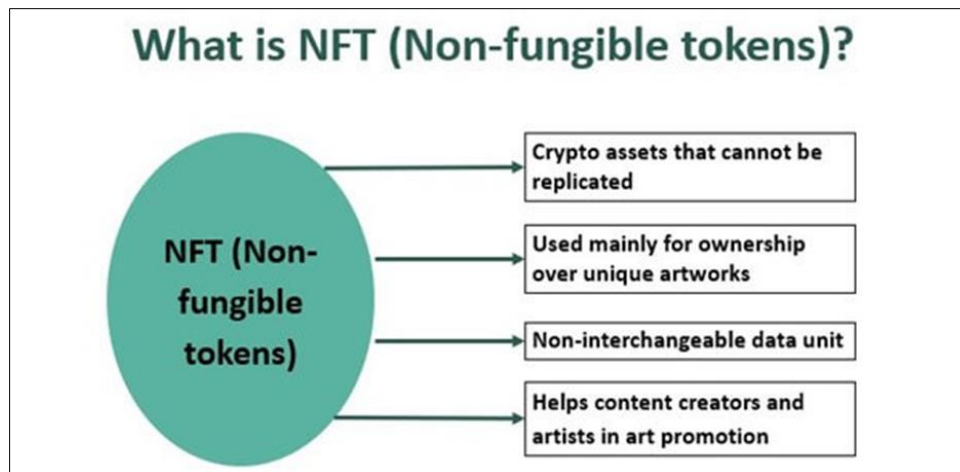 What is NFT (Non-fungible tokens)?
NFT (Non-
fungible
tokens)
Crypto assets that cannot be
replicated
Used mainly for ownership
over unique artworks
Non-interchangeable data unit
Helps content creators and
artists in art promotion